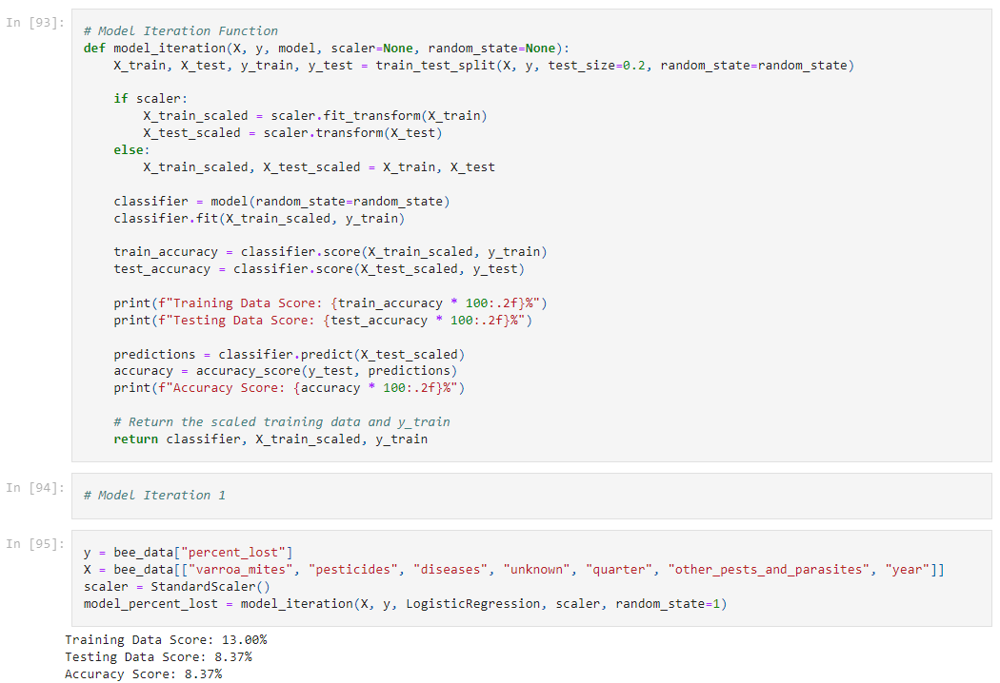 In [93]:
# Model Iteration Function
def model_iteration(X, y, model, scaler=None, random_state=None):
    X_train, X_test, y_train, y_test = train_test_split(X, y, test_size=0.2, random_state=random_state)

    if scaler:
        X_train_scaled = scaler.fit_transform(X_train)
        X_test_scaled = scaler.transform(X_test)
    else:
        X_train_scaled, X_test_scaled = X_train, X_test

    classifier = model(random_state=random_state)
    classifier.fit(X_train_scaled, y_train)

    train_accuracy = classifier.score(X_train_scaled, y_train)
    test_accuracy = classifier.score(X_test_scaled, y_test)

    print(f"Training Data Score: {train_accuracy * 100:.2f}%")
    print(f"Testing Data Score: {test_accuracy * 100:.2f}%")

    predictions = classifier.predict(X_test_scaled)
    accuracy = accuracy_score(y_test, predictions)
    print(f"Accuracy Score: {accuracy * 100:.2f}%")

    # Return the scaled training data and y_train
    return classifier, X_train_scaled, y_train
In [94]:
# Model Iteration 1
In [95]:
y = bee_data["percent_lost"]
X = bee_data[["varroa_mites", "pesticides", "diseases", "unknown", "quarter", "other_pests_and_parasites", "year"]]
scaler = StandardScaler()
model_percent_lost = model_iteration(X, y, LogisticRegression, scaler, random_state=1)
Training Data Score: 13.00%
Testing Data Score: 8.37%
Accuracy Score: 8.37%